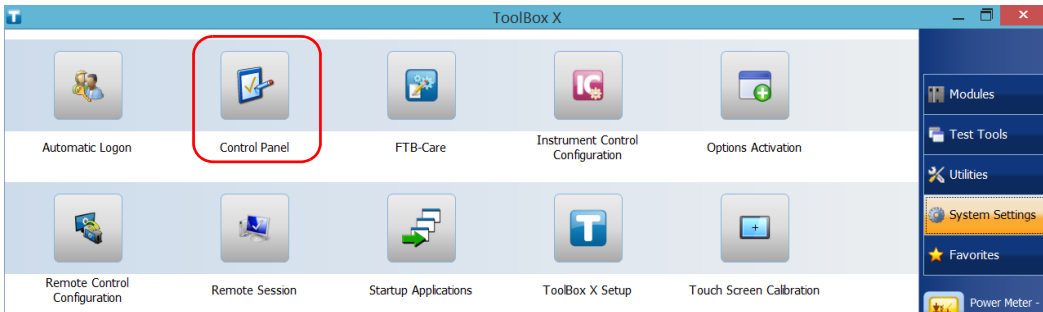 ToolBox X
Automatic Logon
Control Panel
FTB-Care
Instrument Control
Configuration
Options Activation
Remote Control
Configuration
Remote Session
Startup Applications
ToolBox X Setup
Touch Screen Calibration
Modules
Test Tools
Utilities
System Settings
Favorites
Power Meter -